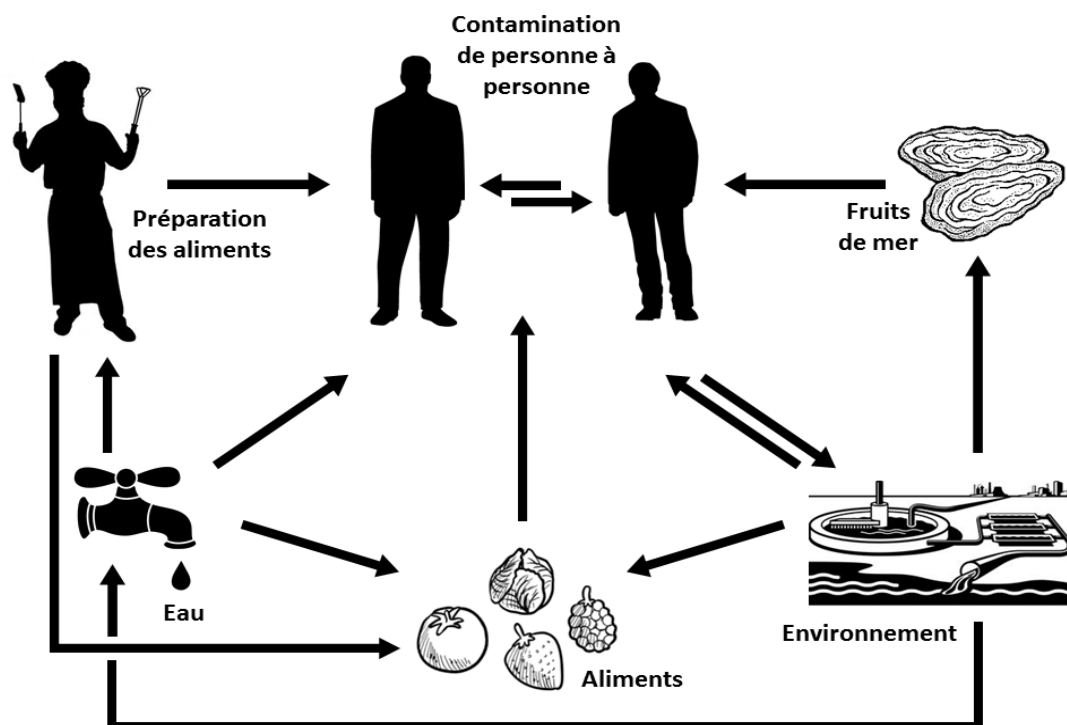 Contamination
de personne à
personne
Préparation
des aliments
Fruits
de mer
Eau
Environnement
Aliments